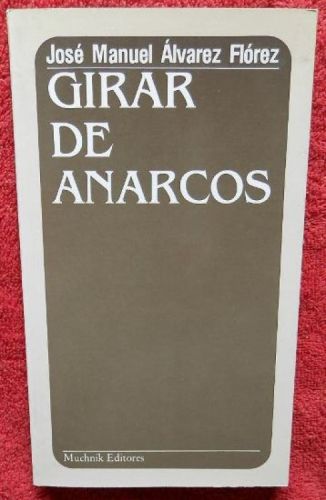 José Manuel Álvarez Flórez
GIRAR
DE
ANARCOS
Muchnik Editores